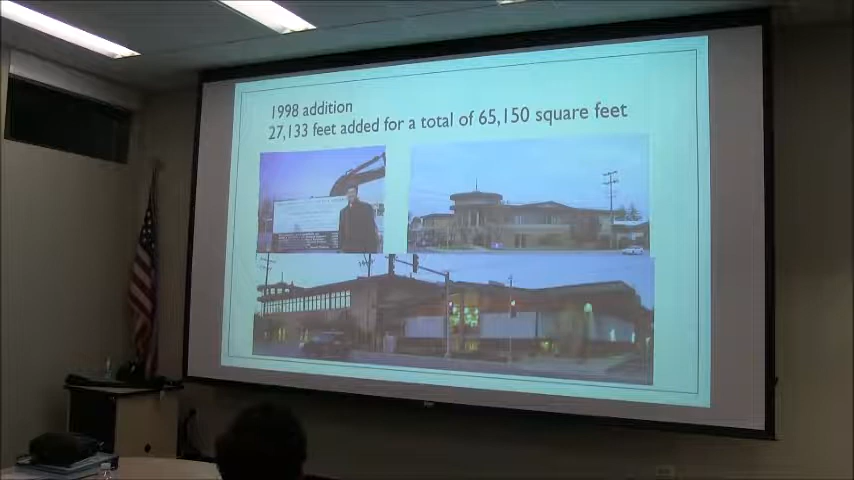 1998 addition
27,133 feet added for a total of 65,150 square feet